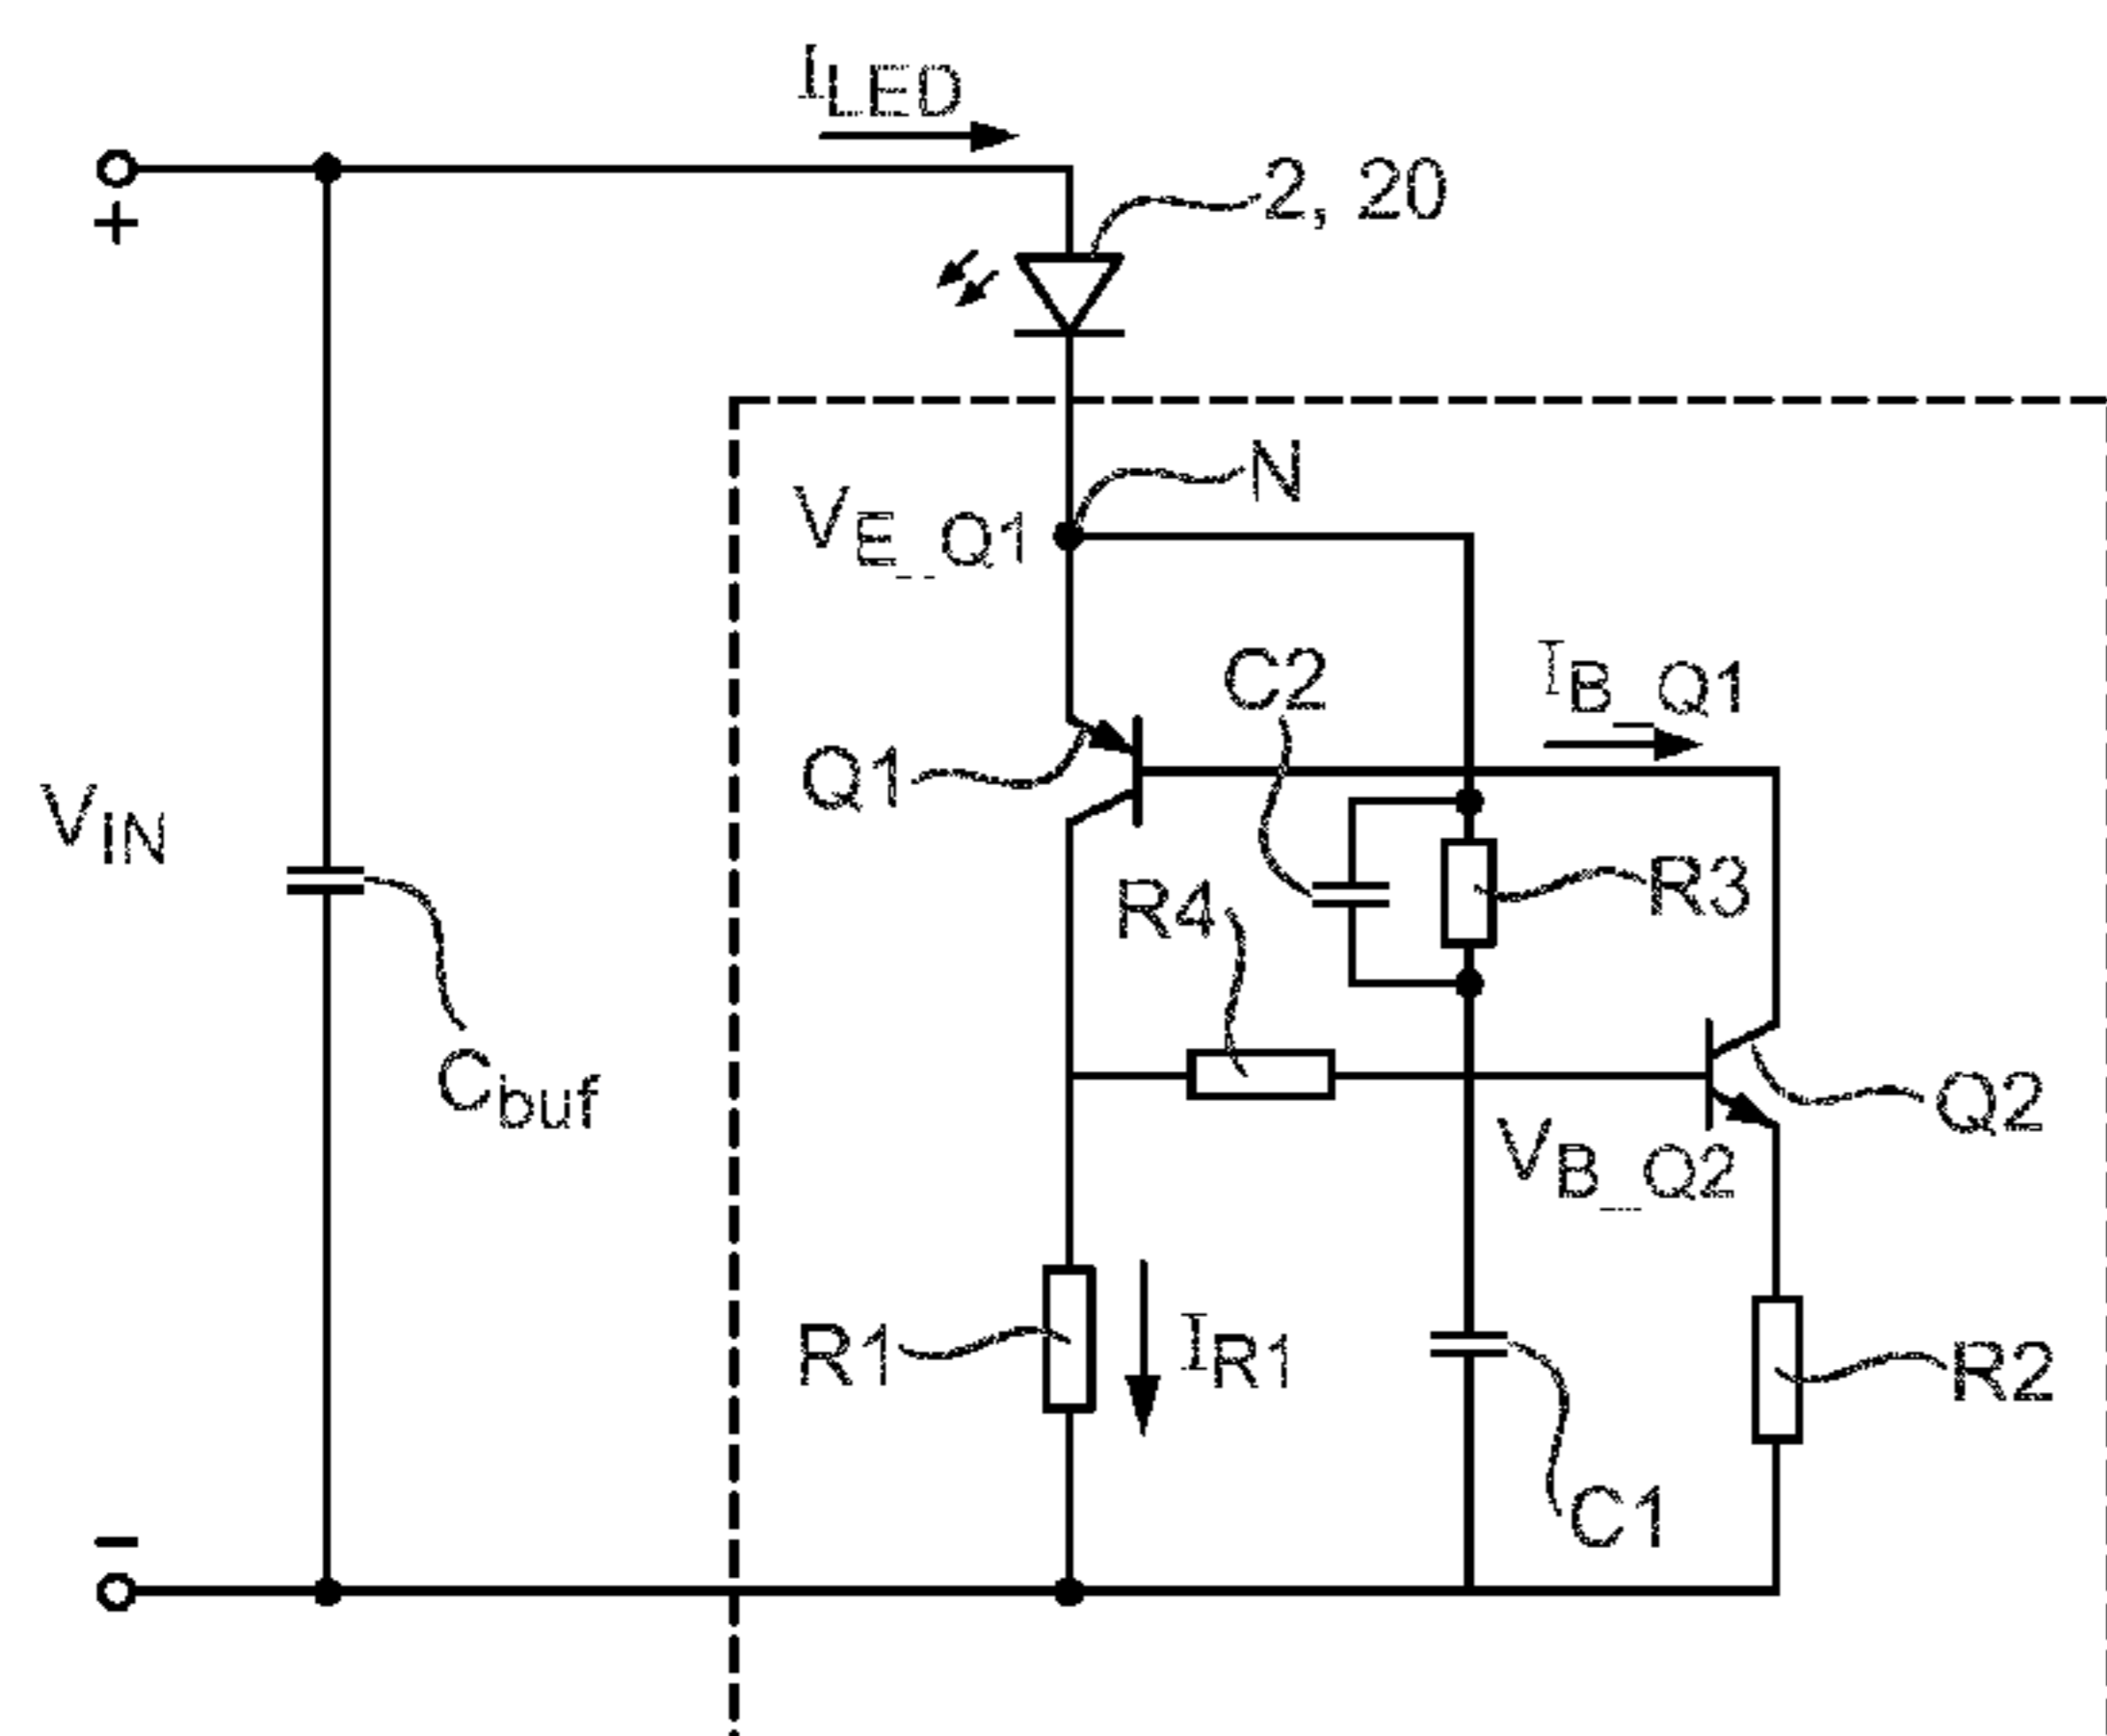 ILED
+
2, 20
N
VE_Q1
C2
IB_Q1
Q1
VIN
R4
R3
Cbuf
Q2
VB_Q2
R1
IR1
R2
C1
−